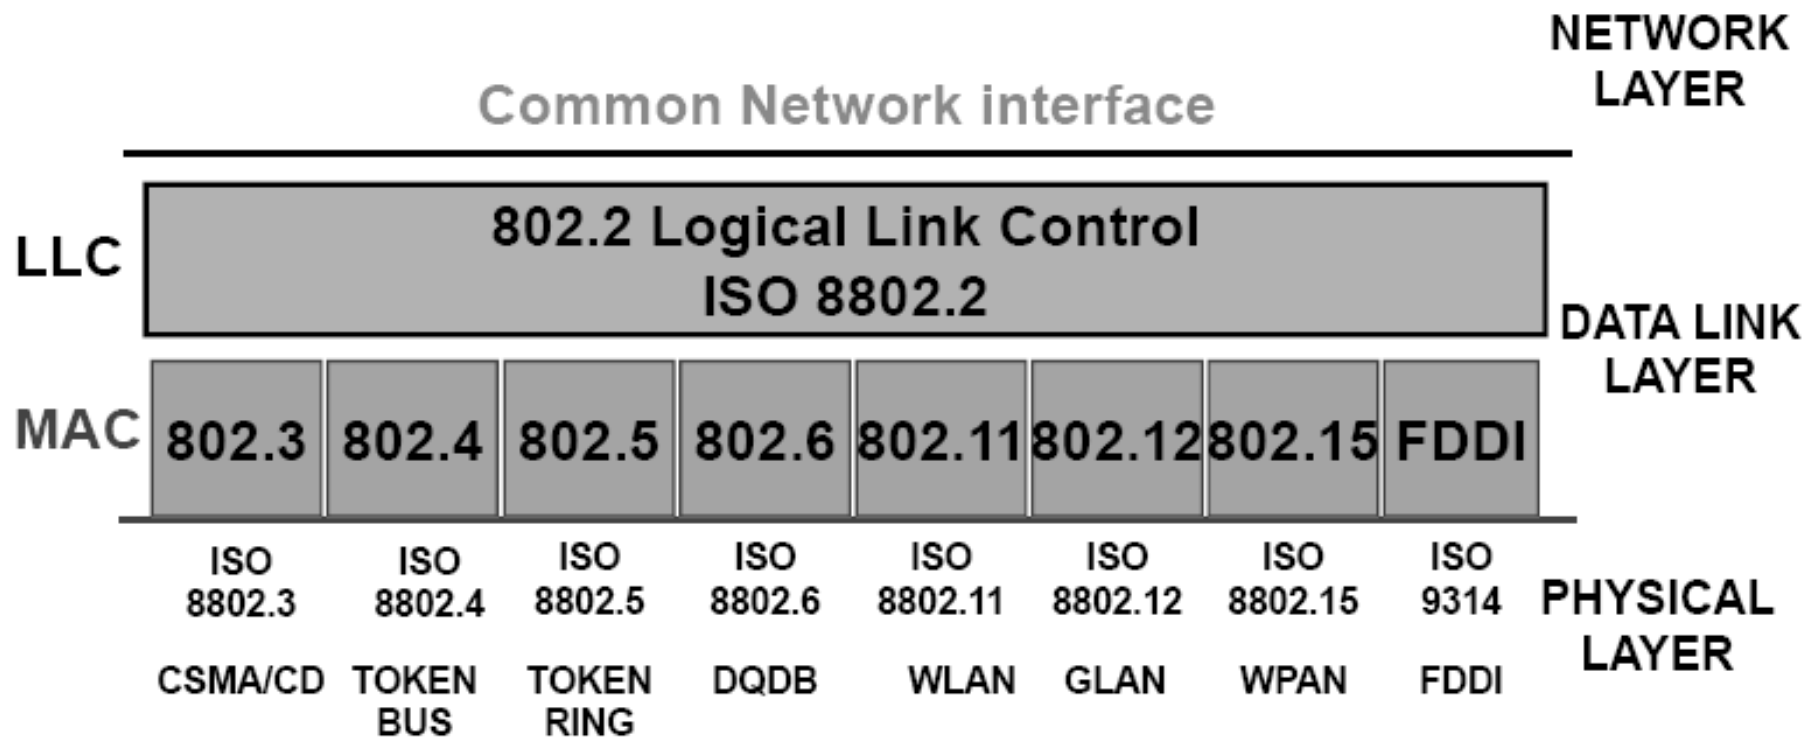 NETWORK
LAYER
Common Network interface
LLC
802.2 Logical Link Control
ISO 8802.2
DATA LINK
LAYER
MAC
802.3
802.4
802.5
802.6
802.11
802.12
802.15
FDDI
ISO
8802.3
ISO
8802.4
ISO
8802.5
ISO
8802.6
ISO
8802.11
ISO
8802.12
ISO
8802.15
ISO
9314
PHYSICAL
LAYER
CSMA/CD
TOKEN
BUS
TOKEN
RING
DQDB
WLAN
GLAN
WPAN
FDDI